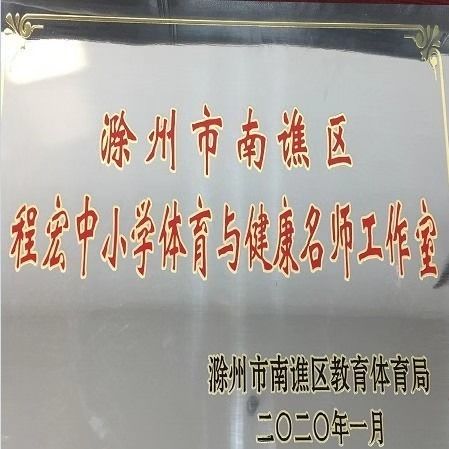 滁州市南谯区
程宏中小学体育与健康名师工作室
滁州市南谯区教育体育局
二〇二〇年一月